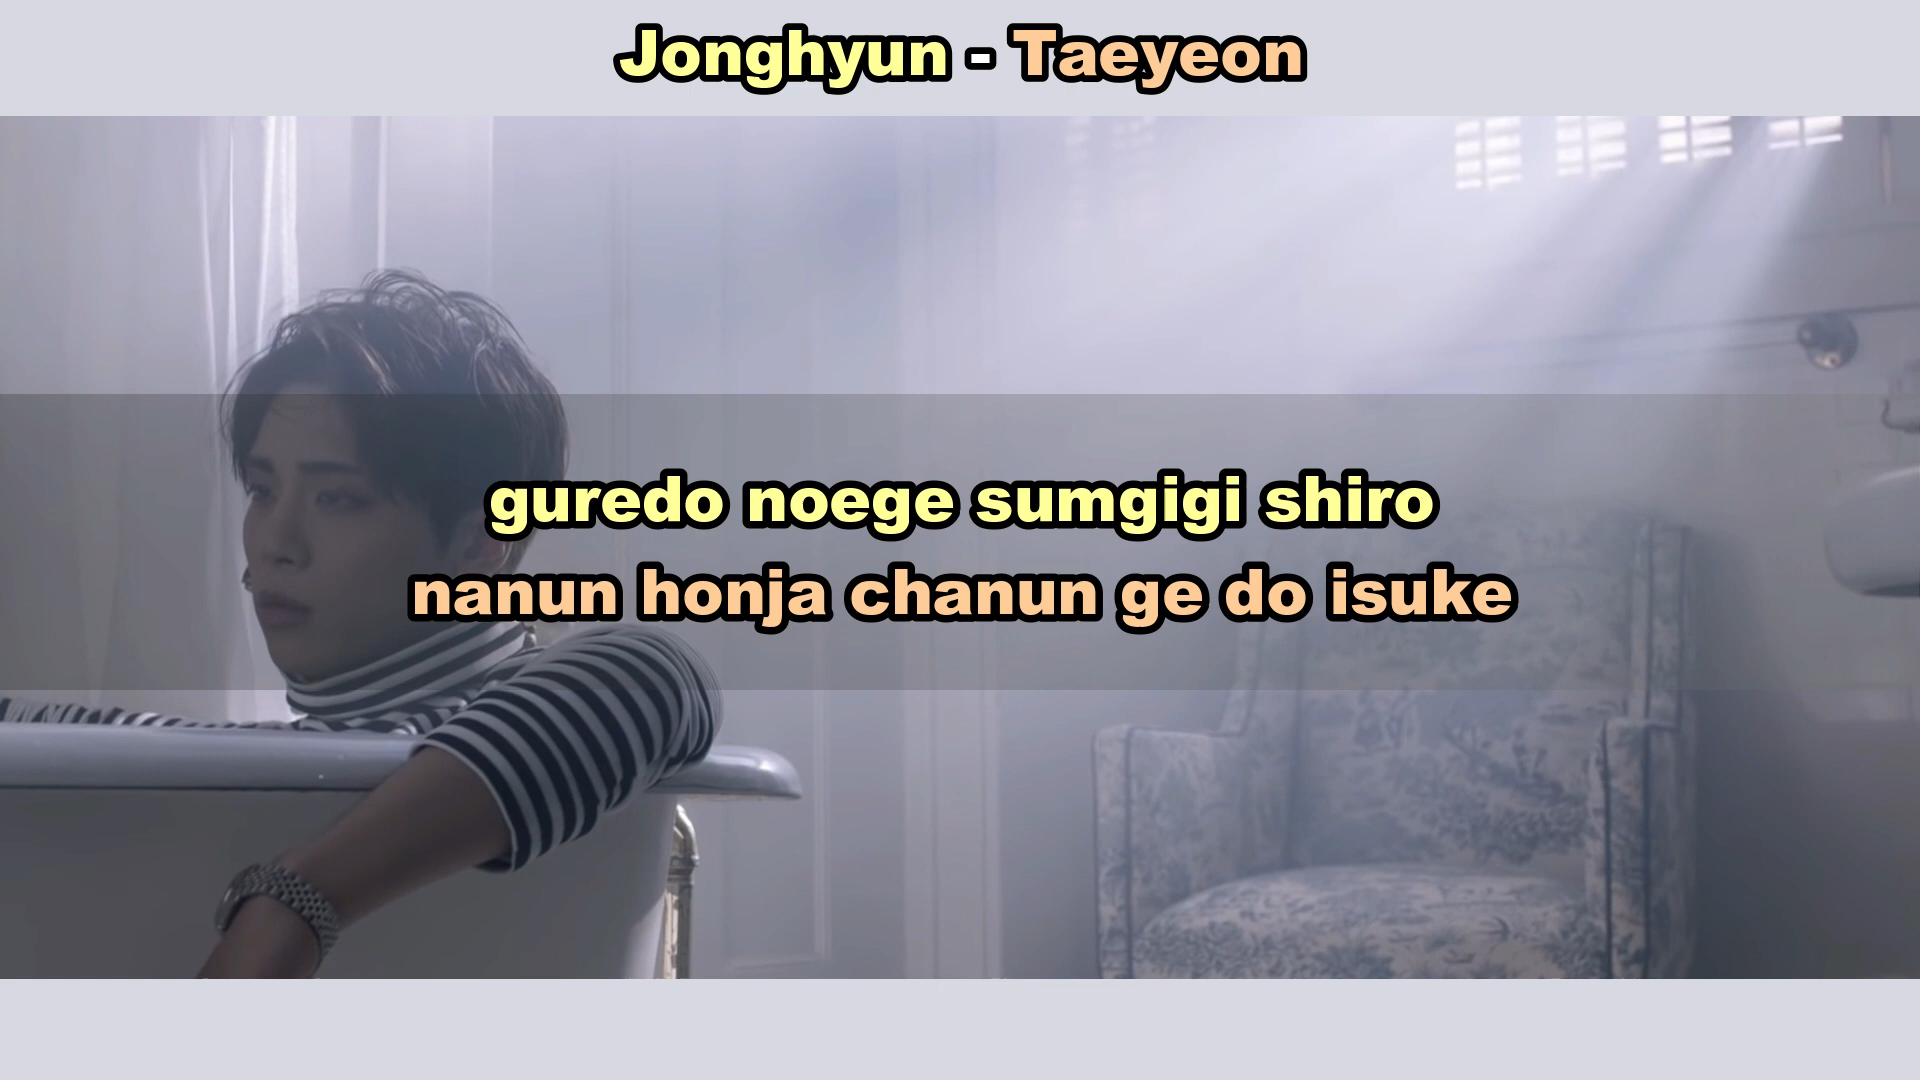 Jonghyun - Taeyeon
guredo noege sumgigi shiro
nanun honja chanun ge do isuke